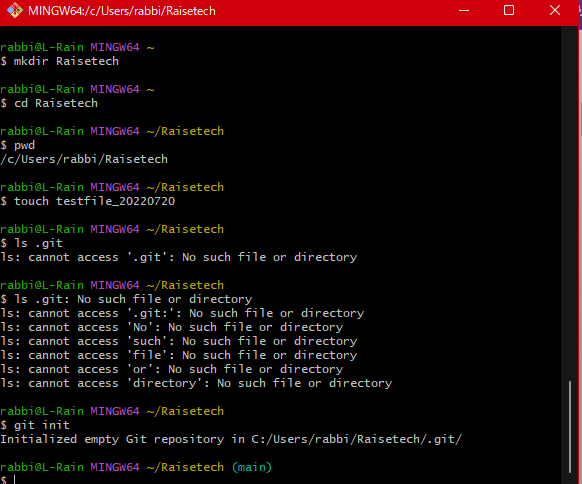 MINGW64:/c/Users/rabbi/Raisetech
rabbi@L-Rain MINGW64 ~
$ mkdir Raisetech
rabbi@L-Rain MINGW64 ~
$ cd Raisetech
rabbi@L-Rain MINGW64 ~/Raisetech
$ pwd
/c/Users/rabbi/Raisetech
rabbi@L-Rain MINGW64 ~/Raisetech
$ touch testfile_20220720
rabbi@L-Rain MINGW64 ~/Raisetech
$ ls .git
ls: cannot access '.git': No such file or directory
rabbi@L-Rain MINGW64 ~/Raisetech
$ ls .git: No such file or directory
ls: cannot access '.git:': No such file or directory
ls: cannot access 'No': No such file or directory
ls: cannot access 'such': No such file or directory
ls: cannot access 'file': No such file or directory
ls: cannot access 'or': No such file or directory
ls: cannot access 'directory': No such file or directory
rabbi@L-Rain MINGW64 ~/Raisetech
$ git init
Initialized empty Git repository in C:/Users/rabbi/Raisetech/.git/
rabbi@L-Rain MINGW64 ~/Raisetech (main)
$